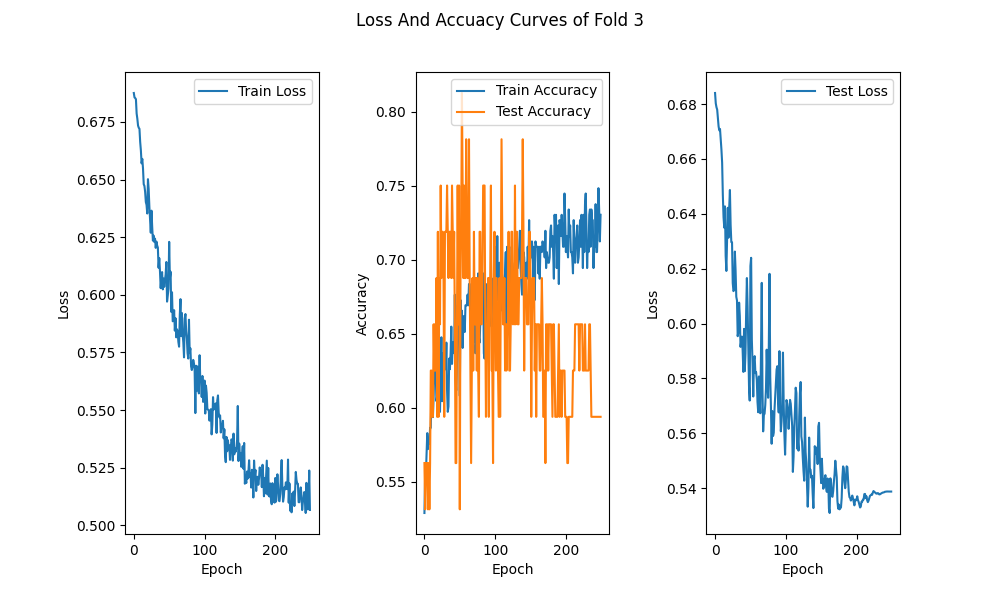 Loss And Accuacy Curves of Fold 3
Train Loss
0.675
0.650
0.625
0.600
0.575
0.550
0.525
0.500
Loss
0 100 200
Epoch
Train Accuracy
Test Accuracy
0.80
0.75
0.70
0.65
0.60
0.55
Accuracy
0 100 200
Epoch
Test Loss
0.68
0.66
0.64
0.62
0.60
0.58
0.56
0.54
Loss
0 100 200
Epoch